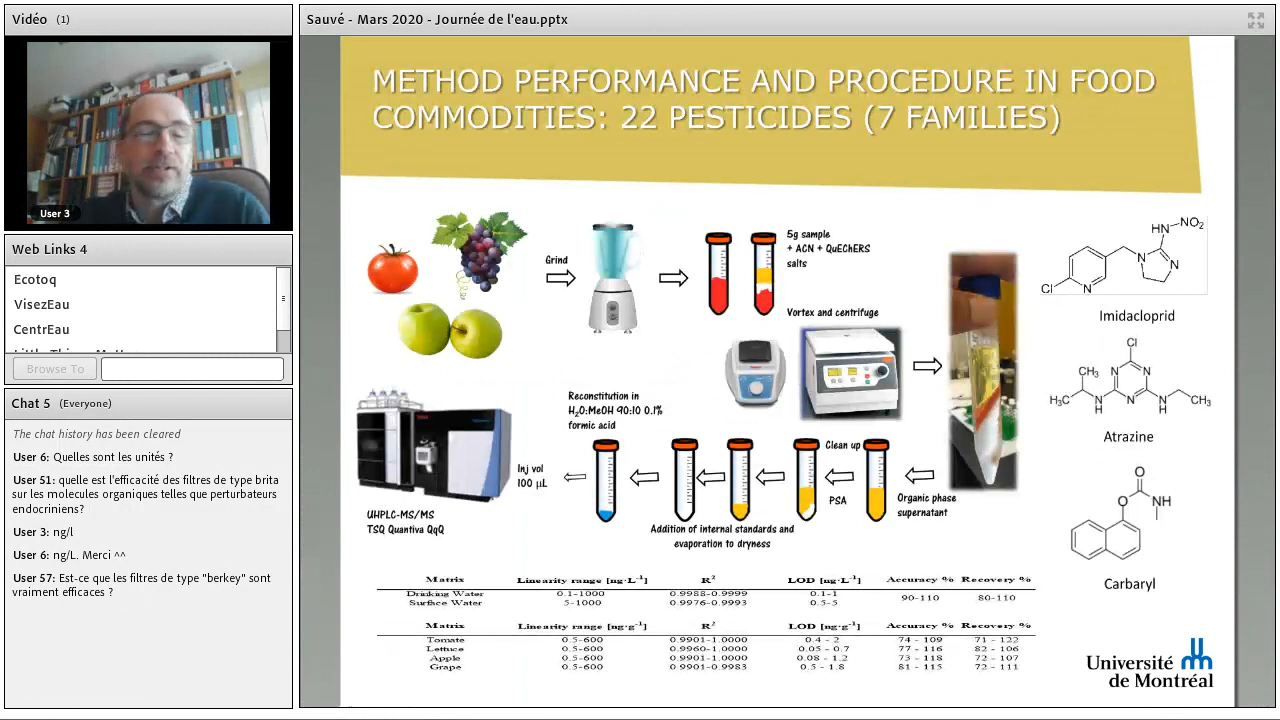 Vidéo (1)
User 3
Web Links 4
Ecotoq
VisezEau
CentrEau
Browse To
Chat 5 (Everyone)
The chat history has been cleared
User 6: Quelles sont les unités ?
User 51: quelle est l'efficacité des filtres de type brita
sur les molecules organiques telles que perturbateurs
endocriniens?
User 3: ng/l
User 6: ng/L. Merci ^^
User 57: Est-ce que les filtres de type "berkey" sont
vraiment efficaces ?
Sauvé - Mars 2020 - Journée de l'eau.pptx
METHOD PERFORMANCE AND PROCEDURE IN FOOD
COMMODITIES: 22 PESTICIDES (7 FAMILIES)
Grind
5g sample
+ ACN + QuEChERS
salts
Vortex and centrifuge
Organic phase
supernatant
Clean up
PSA
Addition of internal standards and
evaporation to dryness
Reconstitution in
H₂O:MeOH 90:10 0.1%
formic acid
Inj vol
100 µL
UHPLC-MS/MS
TSQ Quantiva QqQ
HN NO₂
N
N
Cl N
Imidacloprid
Cl
CH₃ N N
H₃C N N N CH₃
H H
Atrazine
O
O NH
Carbaryl
Matrix Linearity range [ng·L⁻¹] R² LOD [ng·L⁻¹] Accuracy % Recovery %
Drinking Water 0.1-1000 0.9988-0.9999 0.1-1 90-110 80-110
Surface Water 5-1000 0.9976-0.9993 0.5-5
Matrix Linearity range [ng·g⁻¹] R² LOD [ng·g⁻¹] Accuracy % Recovery %
Tomate 0.5-600 0.9901-1.0000 0.4 - 2 74 - 109 71 - 122
Lettuce 0.5-600 0.9960-1.0000 0.05 - 0.7 77 - 116 82 - 106
Apple 0.5-600 0.9901-1.0000 0.08 - 1.2 73 - 118 72 - 107
Grape 0.5-600 0.9901-0.9983 0.5 - 1.8 81 - 115 72 - 111
Université
de Montréal